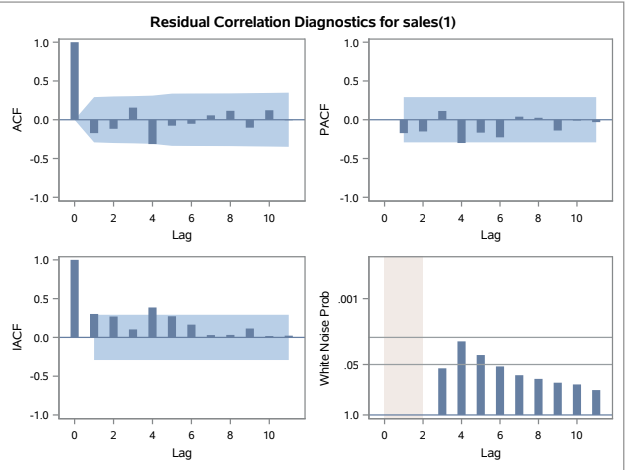 Residual Correlation Diagnostics for sales(1)
ACF
1.0
0.5
0.0
-0.5
-1.0
0 2 4 6 8 10
Lag
PACF
1.0
0.5
0.0
-0.5
-1.0
0 2 4 6 8 10
Lag
IACF
1.0
0.5
0.0
-0.5
-1.0
0 2 4 6 8 10
Lag
White Noise Prob
.001
.05
1.0
0 2 4 6 8 10
Lag